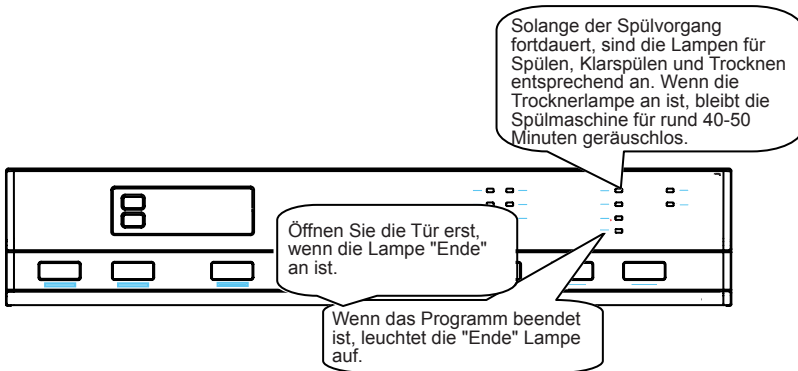 Solange der Spülvorgang
fortdauert, sind die Lampen für
Spülen, Klarspülen und Trocknen
entsprechend an. Wenn die
Trocknerlampe an ist, bleibt die
Spülmaschine für rund 40-50
Minuten geräuschlos.
Öffnen Sie die Tür erst,
wenn die Lampe "Ende"
an ist.
Wenn das Programm beendet
ist, leuchtet die "Ende" Lampe
auf.